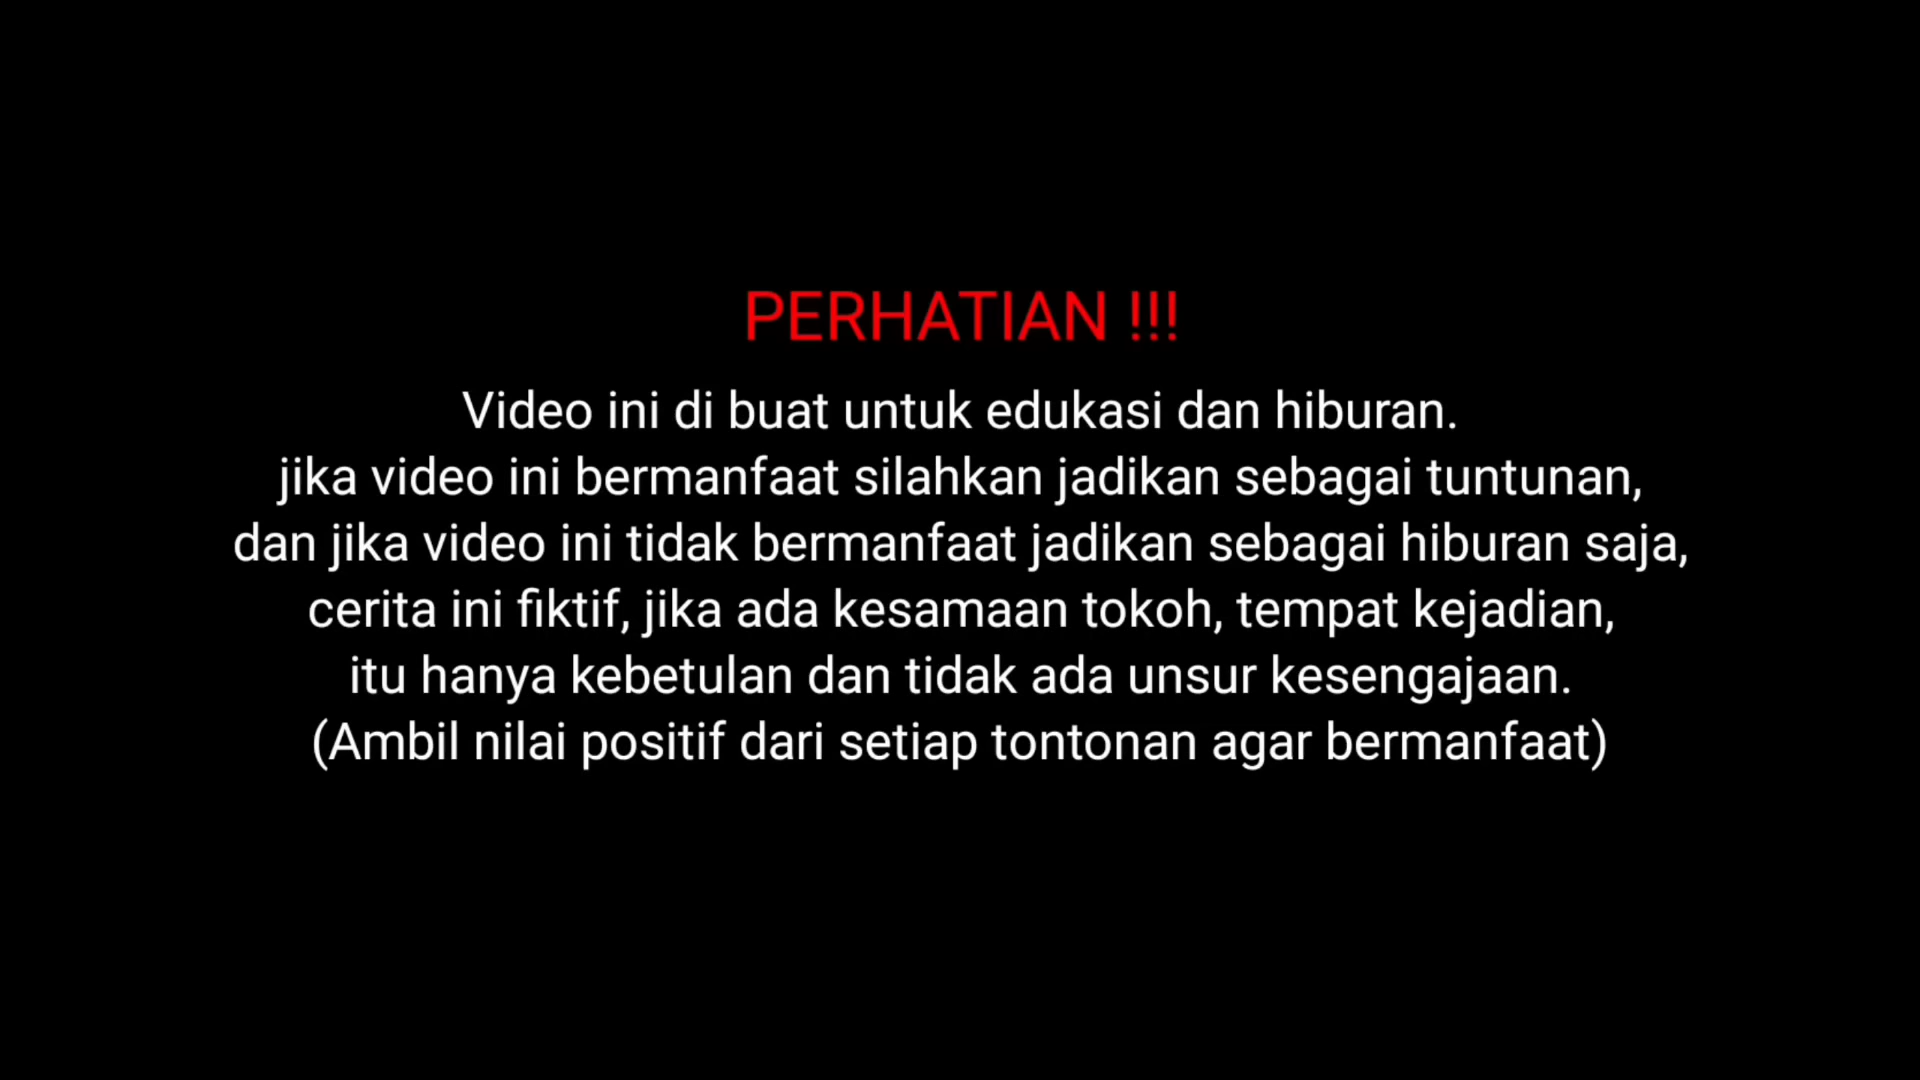 PERHATIAN !!!
Video ini di buat untuk edukasi dan hiburan.
jika video ini bermanfaat silahkan jadikan sebagai tuntunan,
dan jika video ini tidak bermanfaat jadikan sebagai hiburan saja,
cerita ini fiktif, jika ada kesamaan tokoh, tempat kejadian,
itu hanya kebetulan dan tidak ada unsur kesengajaan.
(Ambil nilai positif dari setiap tontonan agar bermanfaat)